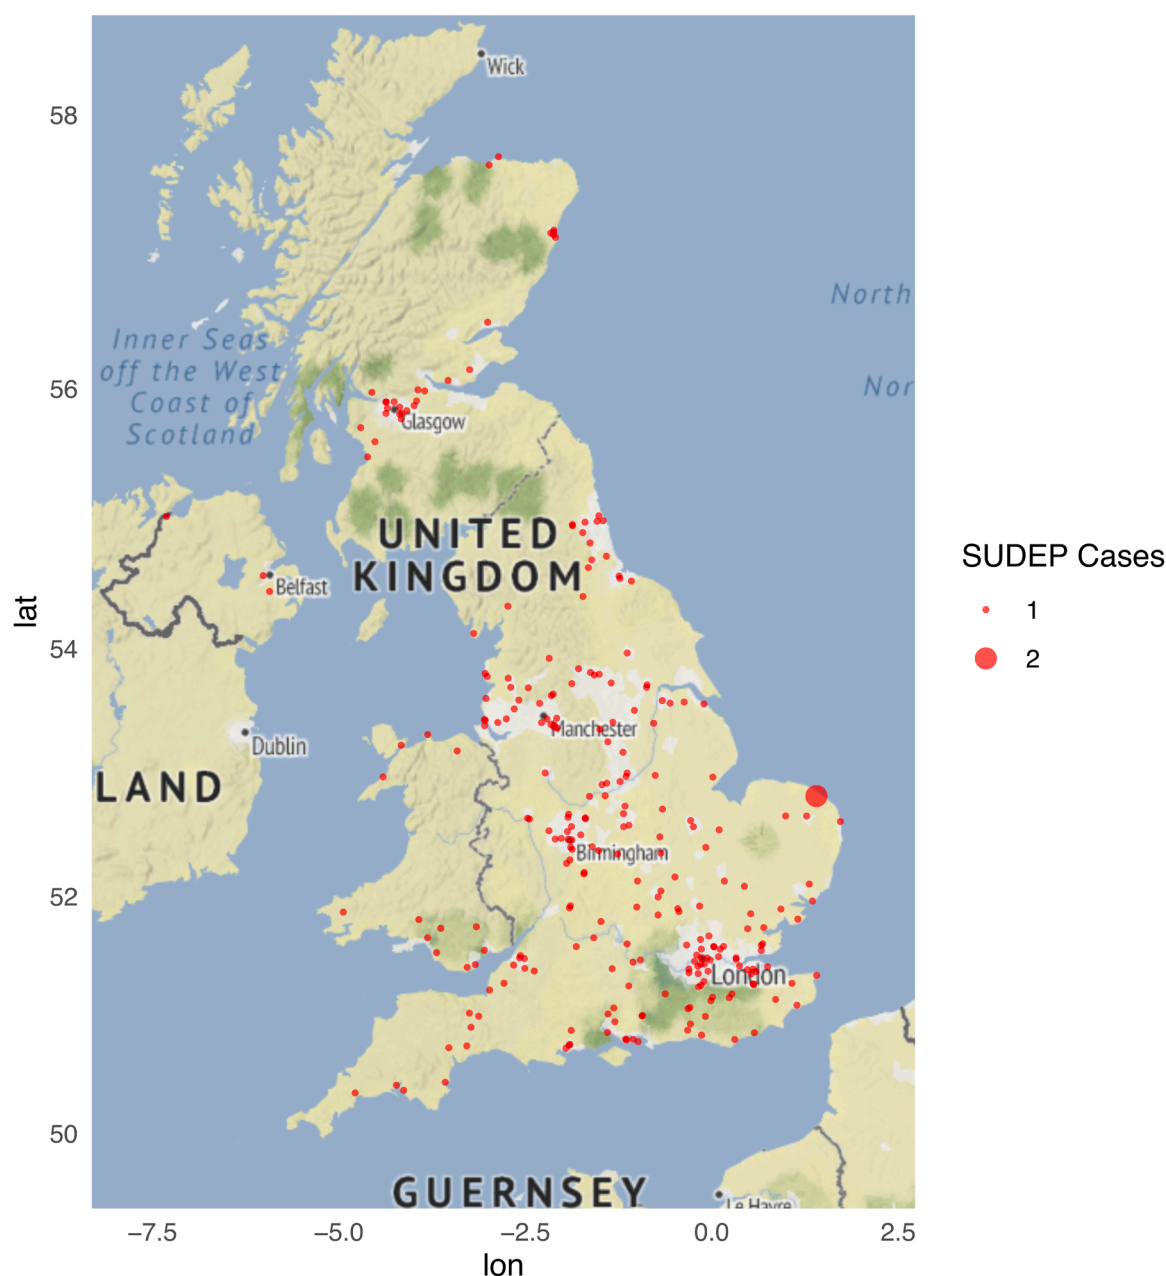 Wick
58
North
Inner Seas
off the West
Coast of
Scotland
56
Nor
Glasgow
SUDEP Cases
1
2
UNITED
KINGDOM
Belfast
lat
54
Manchester
Dublin
LAND
Birmingham
52
London
50
GUERNSEY
Le Havre
−7.5
−5.0
−2.5
0.0
2.5
lon